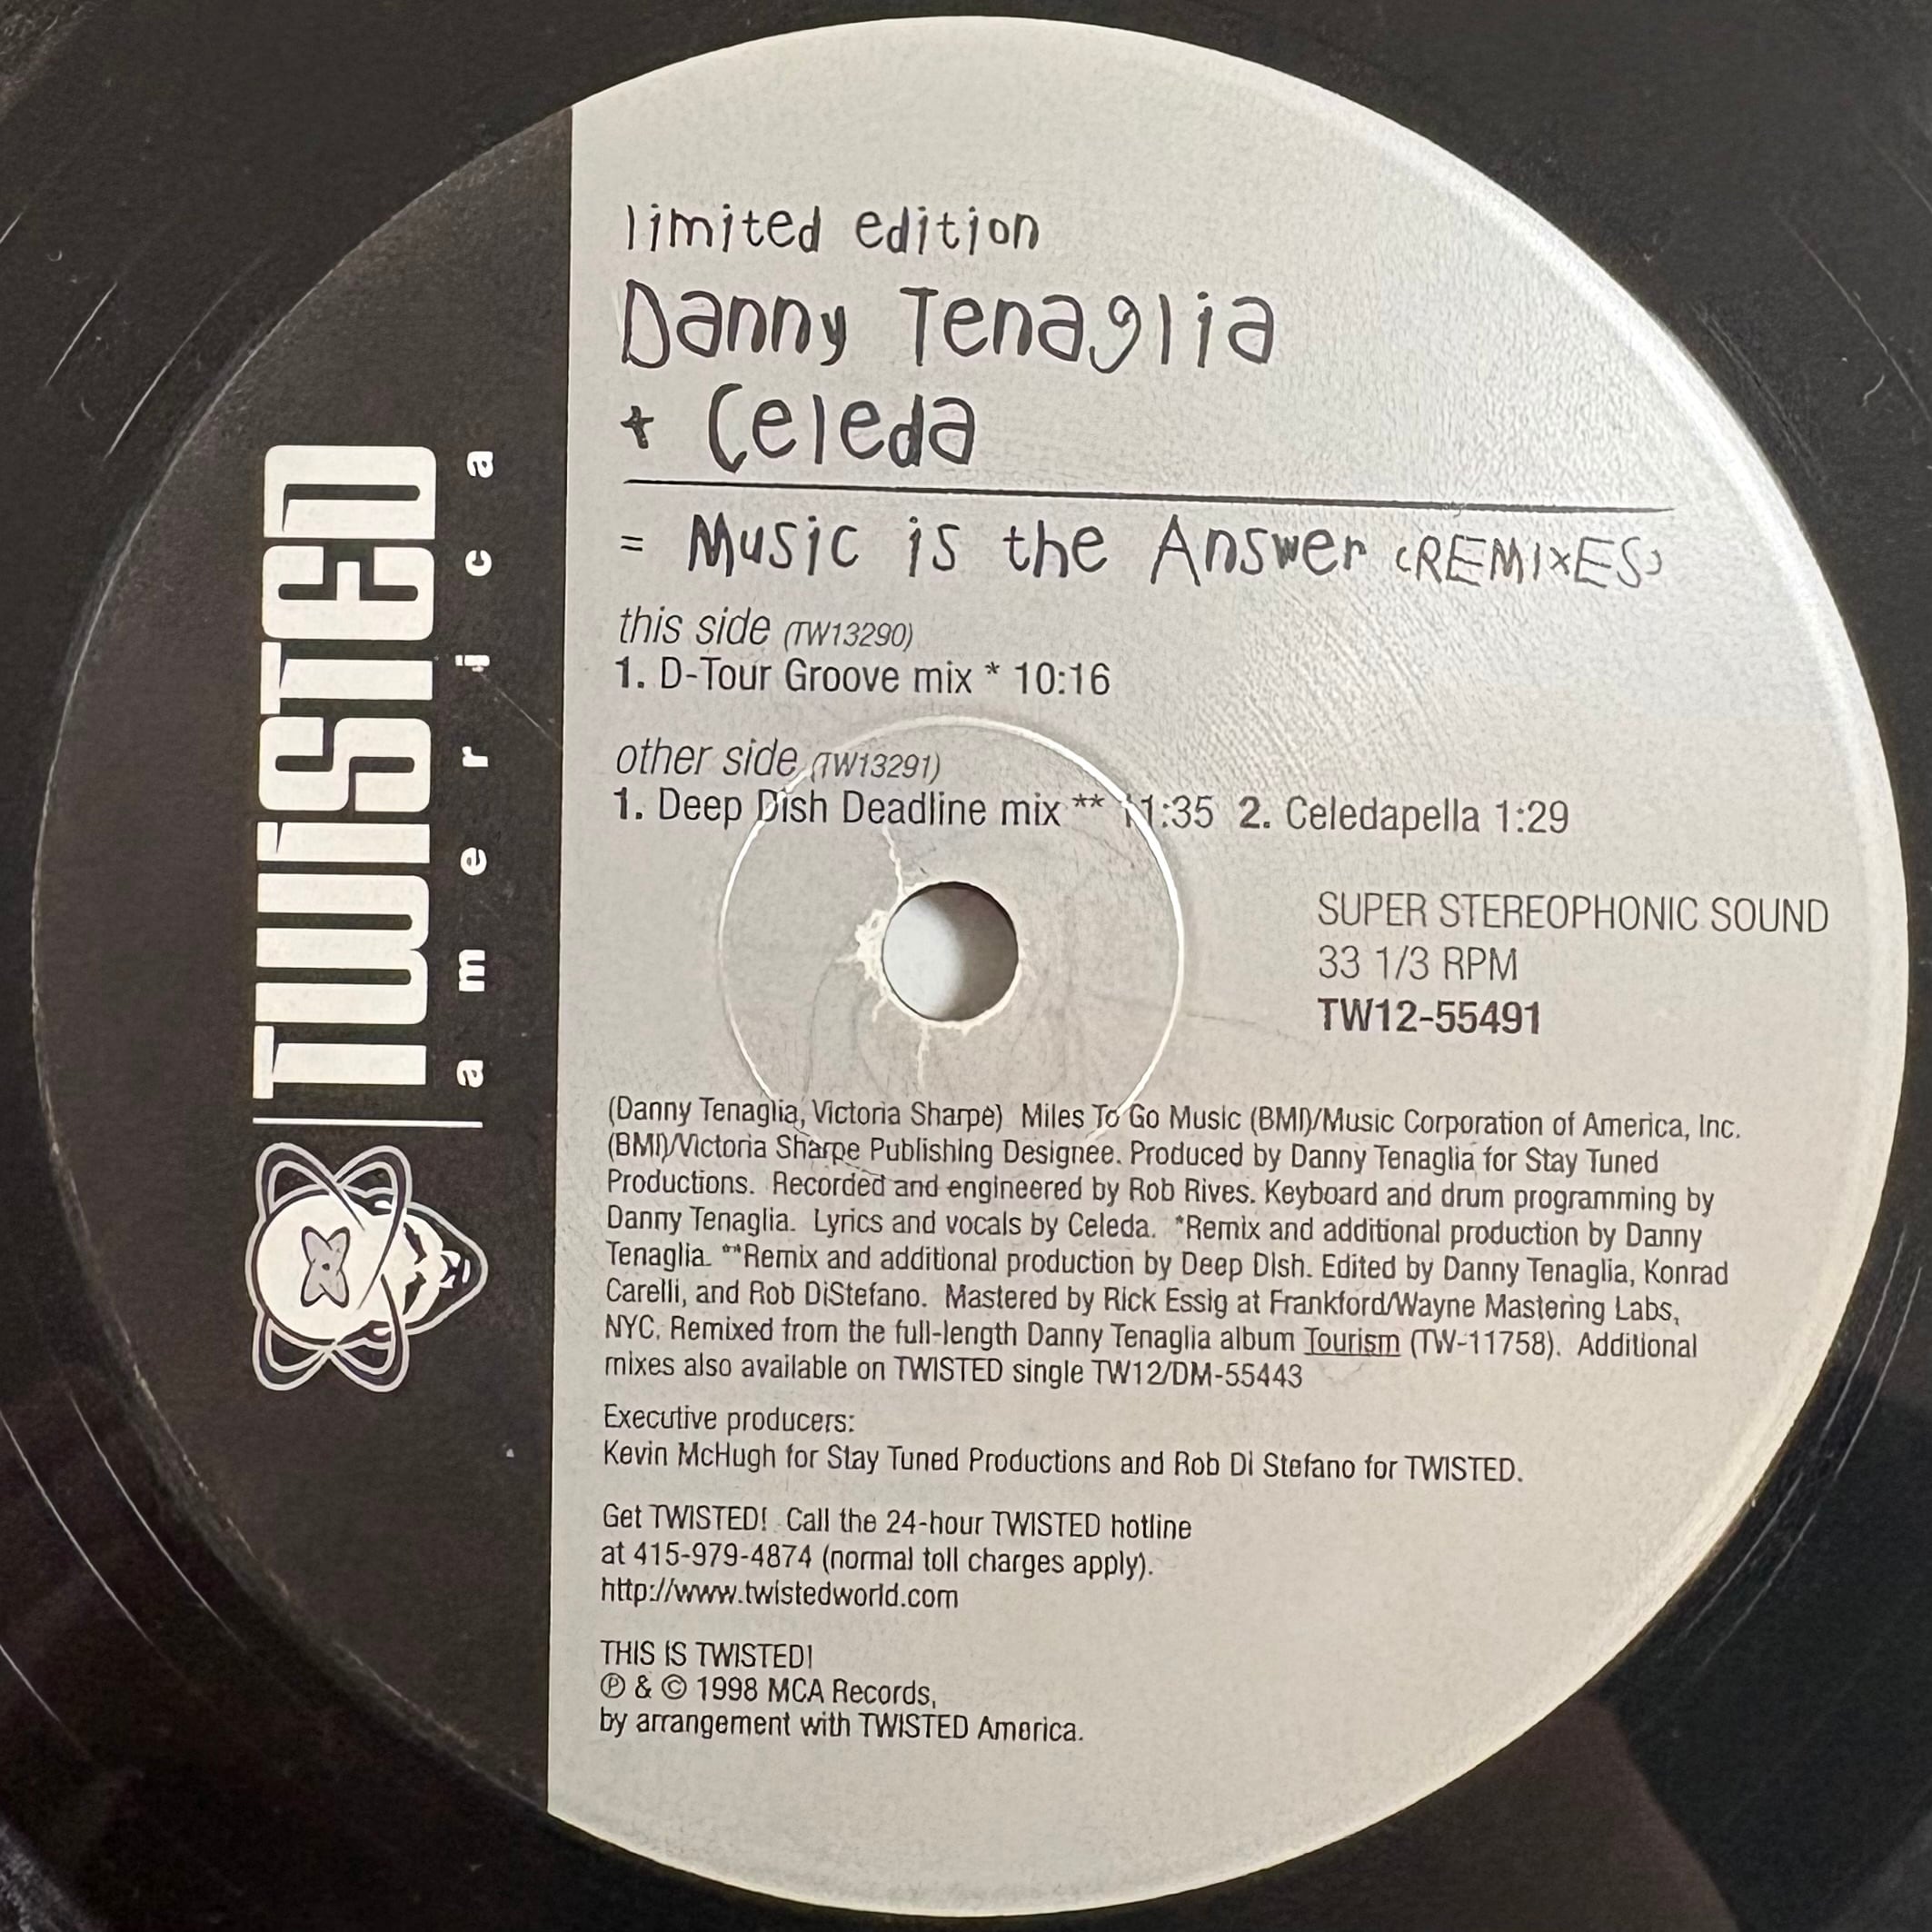 TWISTED
america
limited edition
Danny Tenaglia
+ Celeda
= Music is the Answer (REMIXES)
this side (TW13290)
1. D-Tour Groove mix * 10:16
other side (TW13291)
1. Deep Dish Deadline mix ** 11:35 2. Celedapella 1:29
SUPER STEREOPHONIC SOUND
33 1/3 RPM
TW12-55491
(Danny Tenaglia, Victoria Sharpe) Miles To Go Music (BMI)/Music Corporation of America, Inc.
(BMI)/Victoria Sharpe Publishing Designee. Produced by Danny Tenaglia for Stay Tuned
Productions. Recorded and engineered by Rob Rives. Keyboard and drum programming by
Danny Tenaglia. Lyrics and vocals by Celeda. *Remix and additional production by Danny
Tenaglia. **Remix and additional production by Deep Dish. Edited by Danny Tenaglia, Konrad
Carelli, and Rob DiStefano. Mastered by Rick Essig at Frankford/Wayne Mastering Labs,
NYC. Remixed from the full-length Danny Tenaglia album Tourism (TW-11758). Additional
mixes also available on TWISTED single TW12/DM-55443
Executive producers:
Kevin McHugh for Stay Tuned Productions and Rob Di Stefano for TWISTED.
Get TWISTED! Call the 24-hour TWISTED hotline
at 415-979-4874 (normal toll charges apply).
http://www.twistedworld.com
THIS IS TWISTED!
℗ & © 1998 MCA Records,
by arrangement with TWISTED America.